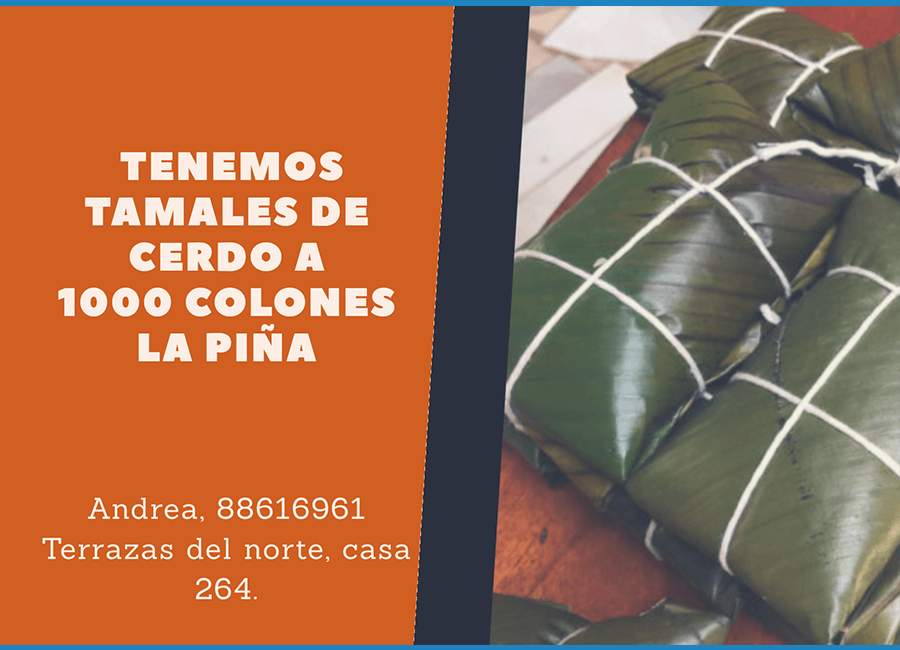 TENEMOS
TAMALES DE
CERDO A
1000 COLONES
LA PIÑA
Andrea, 88616961
Terrazas del norte, casa
264.